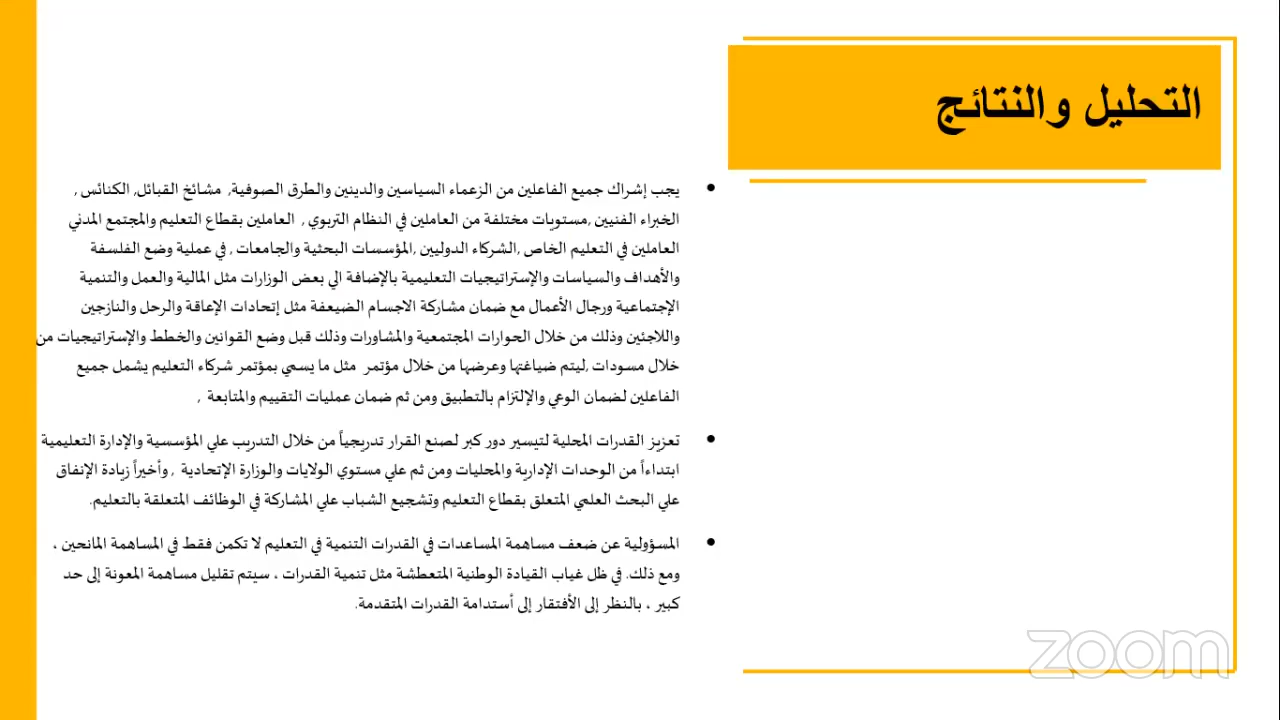 التحليل والنتائج
• يجب إشراك جميع الفاعلين من الزعماء السياسين والدينين والطرق الصوفية, مشائخ القبائل, الكنائس ,
الخبراء الفنيين ,مستويات مختلفة من العاملين في النظام التربوي , العاملين بقطاع التعليم والمجتمع المدني
العاملين في التعليم الخاص ,الشركاء الدوليين ,المؤسسات البحثية والجامعات , في عملية وضع الفلسفة
والأهداف والسياسات والإستراتيجيات التعليمية بالإضافة الي بعض الوزارات مثل المالية والعمل والتنمية
الإجتماعية ورجال الأعمال مع ضمان مشاركة الاجسام الضيعفة مثل إتحادات الإعاقة والرحل والنازجين
واللاجئين وذلك من خلال الحوارات المجتمعية والمشاورات وذلك قبل وضع القوانين والخطط والإستراتيجيات من
خلال مسودات ,ليتم ضياغتها وعرضها من خلال مؤتمر مثل ما يسمي بمؤتمر شركاء التعليم يشمل جميع
الفاعلين لضمان الوعي والإلتزام بالتطبيق ومن ثم ضمان عمليات التقييم والمتابعة ,
• تعزيز القدرات المحلية لتيسير دور كبر لصنع القرار تدريجياً من خلال التدريب علي المؤسسية والإدارة التعليمية
ابتداءاً من الوحدات الإدارية والمحليات ومن ثم علي مستوي الولايات والوزارة الإتحادية , وأخيراً زيادة الإنفاق
علي البحث العلمي المتعلق بقطاع التعليم وتشجيع الشباب علي المشاركة في الوظائف المتعلقة بالتعليم.
• المسؤولية عن ضعف مساهمة المساعدات في القدرات التنمية في التعليم لا تكمن فقط في المساهمة المانحين ،
ومع ذلك. في ظل غياب القيادة الوطنية المتعطشة مثل تنمية القدرات ، سيتم تقليل مساهمة المعونة إلى حد
كبير ، بالنظر إلى الأفتقار إلى أستدامة القدرات المتقدمة.
zoom